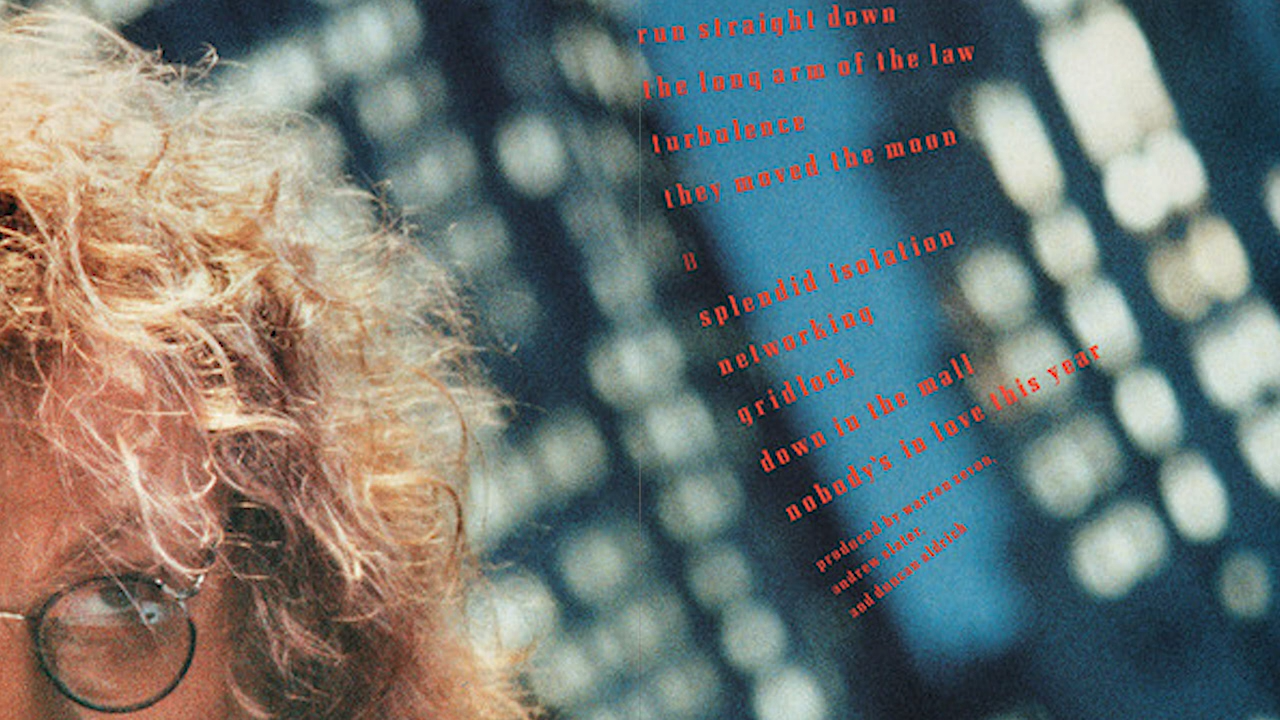 run straight down
the long arm of the law
turbulence
they moved the moon
B
splendid isolation
networking
gridlock
down in the mall
nobody's in love this year
produced by warren zevon,
andrew slater,
and duncan aldrich